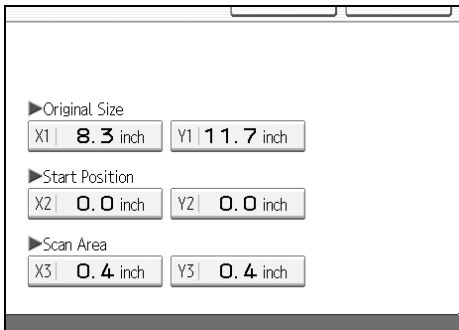 ▶Original Size
X1 8.3 inch Y1 11.7 inch
▶Start Position
X2 0.0 inch Y2 0.0 inch
▶Scan Area
X3 0.4 inch Y3 0.4 inch